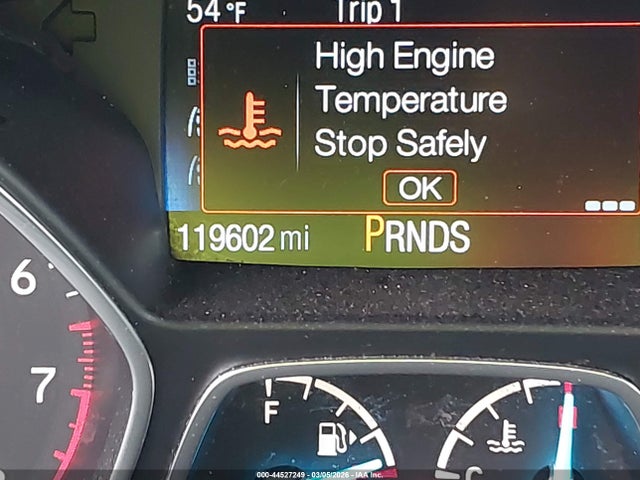 54 °F Trip 1
High Engine
Temperature
Stop Safely
OK
119602 mi PRNDS
6
7
F
C
000-44527249 - 03/05/2026 - IAA Inc.